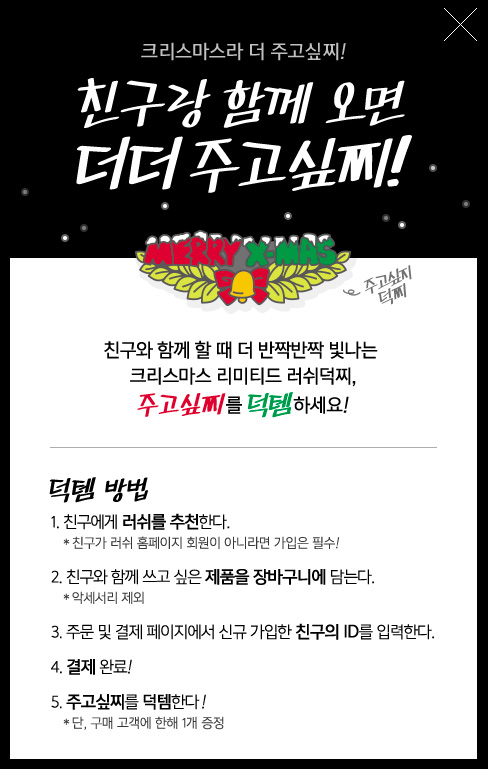 크리스마스라 더 주고싶찌!
친구랑 함께 오면
더더 주고싶찌!
MERRY X-MAS
주고싶지
덕찌
친구와 함께 할 때 더 반짝반짝 빛나는
크리스마스 리미티드 러쉬덕찌,
주고싶찌를 덕템하세요!
덕템 방법
1. 친구에게 러쉬를 추천한다.
* 친구가 러쉬 홈페이지 회원이 아니라면 가입은 필수!
2. 친구와 함께 쓰고 싶은 제품을 장바구니에 담는다.
* 악세서리 제외
3. 주문 및 결제 페이지에서 신규 가입한 친구의 ID를 입력한다.
4. 결제 완료!
5. 주고싶찌를 덕템한다!
* 단, 구매 고객에 한해 1개 증정